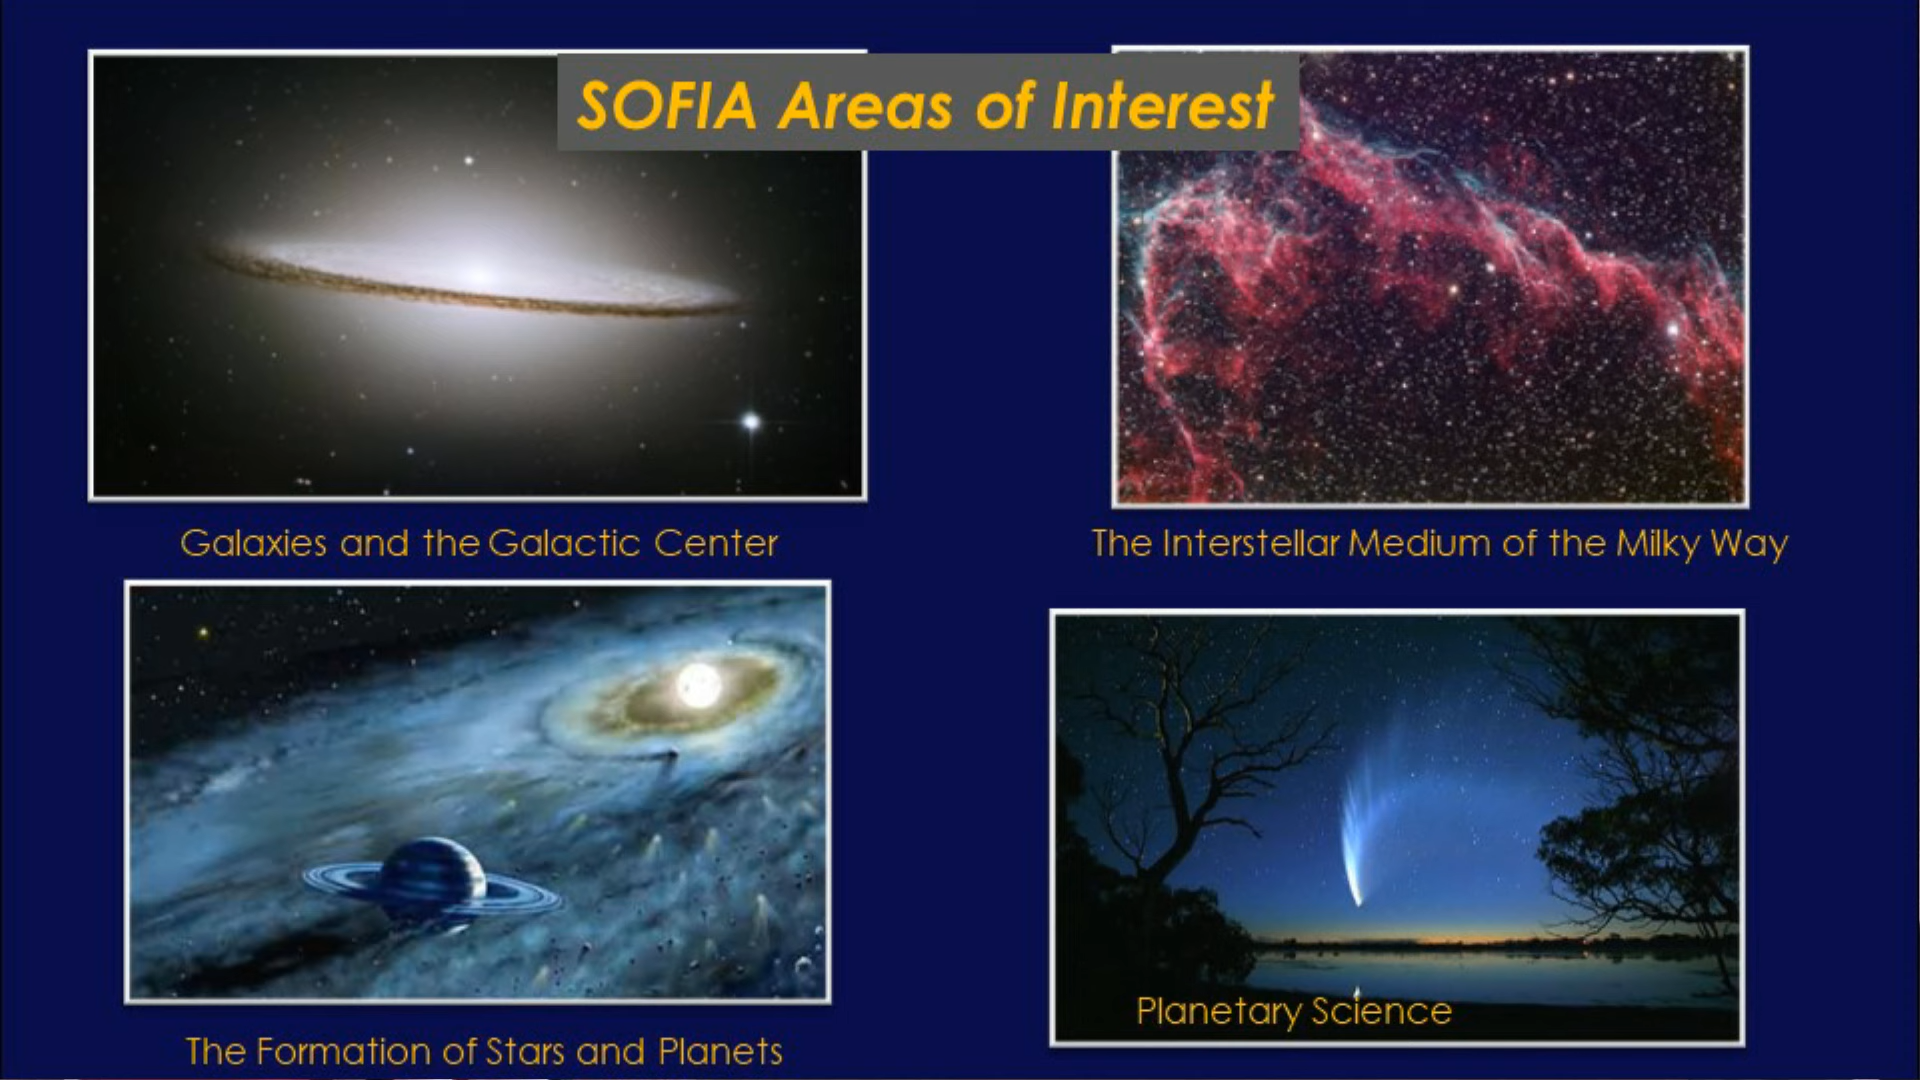 SOFIA Areas of Interest
Galaxies and the Galactic Center
The Interstellar Medium of the Milky Way
The Formation of Stars and Planets
Planetary Science